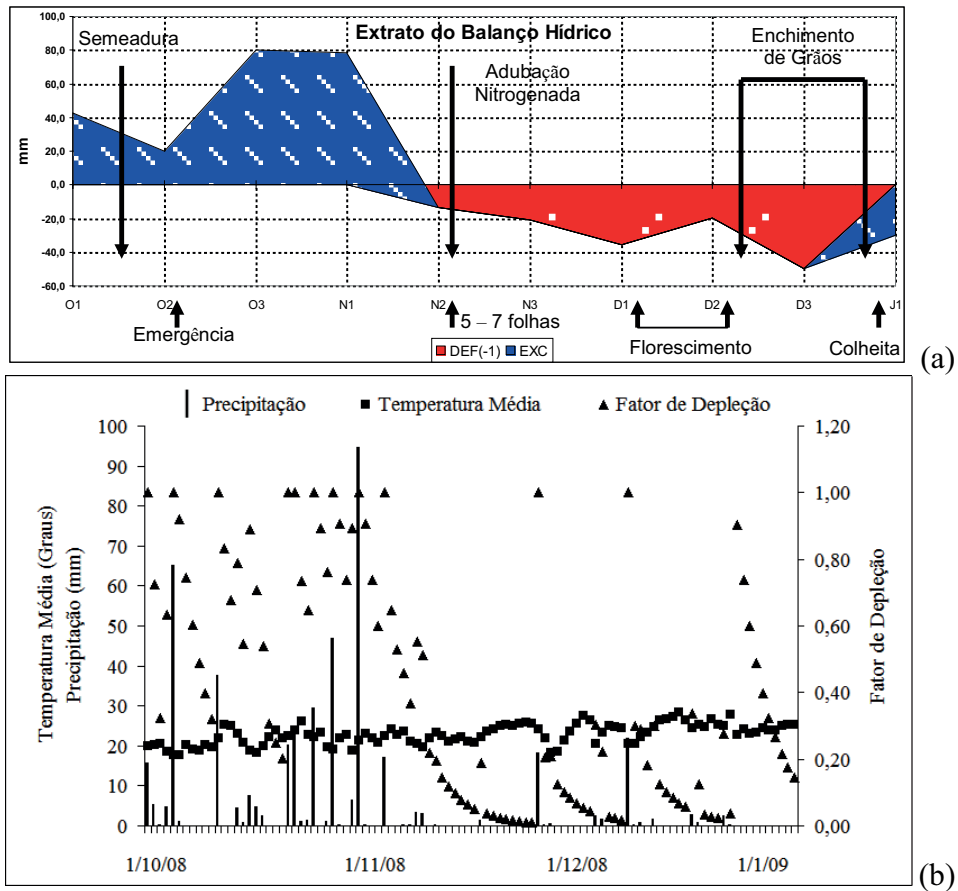 Extrato do Balanço Hídrico
Semeadura
Enchimento
de Grãos
Adubação
Nitrogenada
mm
80,0
60,0
40,0
20,0
0,0
-20,0
-40,0
-60,0
O1 O2 O3 N1 N2 N3 D1 D2 D3 J1
Emergência
5 – 7 folhas
Florescimento
Colheita
DEF(-1) EXC
(a)
Precipitação Temperatura Média Fator de Depleção
Temperatura Média (Graus)
Precipitação (mm)
100
90
80
70
60
50
40
30
20
10
0
1,20
1,00
0,80
0,60
0,40
0,20
0,00
Fator de Depleção
1/10/08 1/11/08 1/12/08 1/1/09
(b)